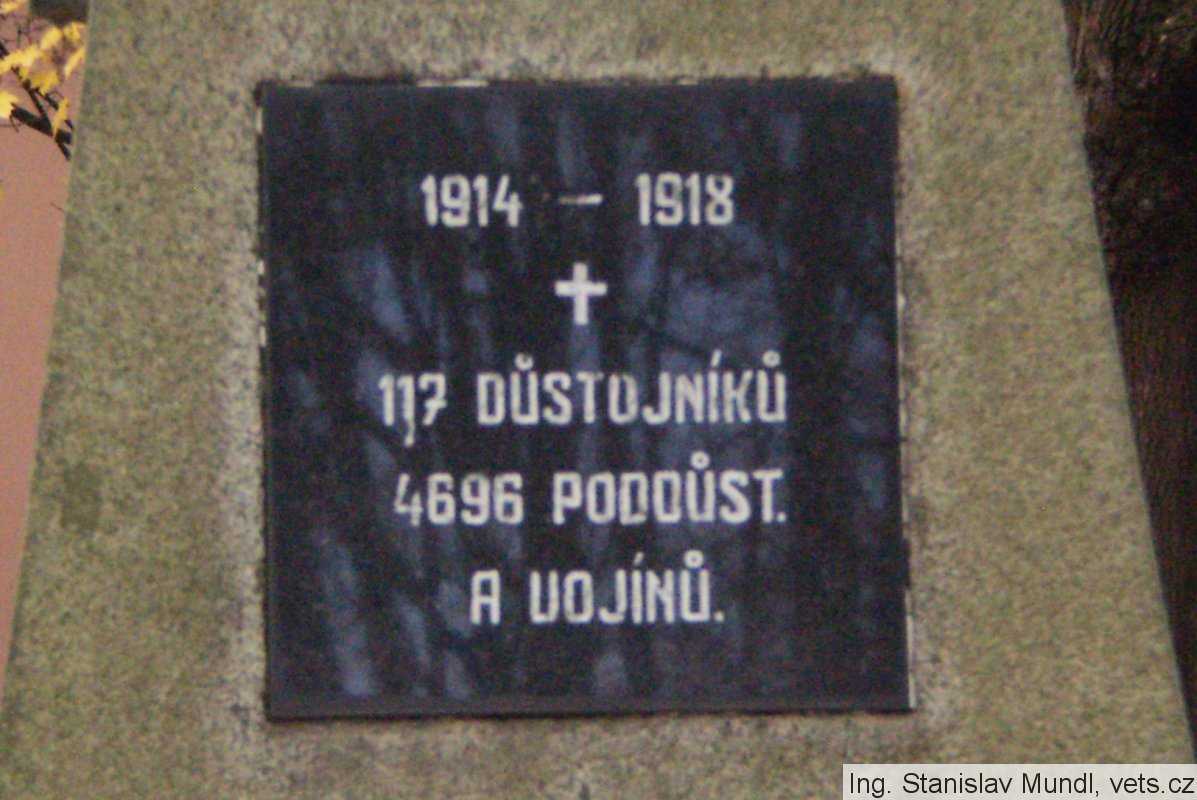 1914 – 1918
117 DŮSTOJNÍKŮ
4696 PODDŮST.
A VOJÍNŮ.
Ing. Stanislav Mundl, vets.cz